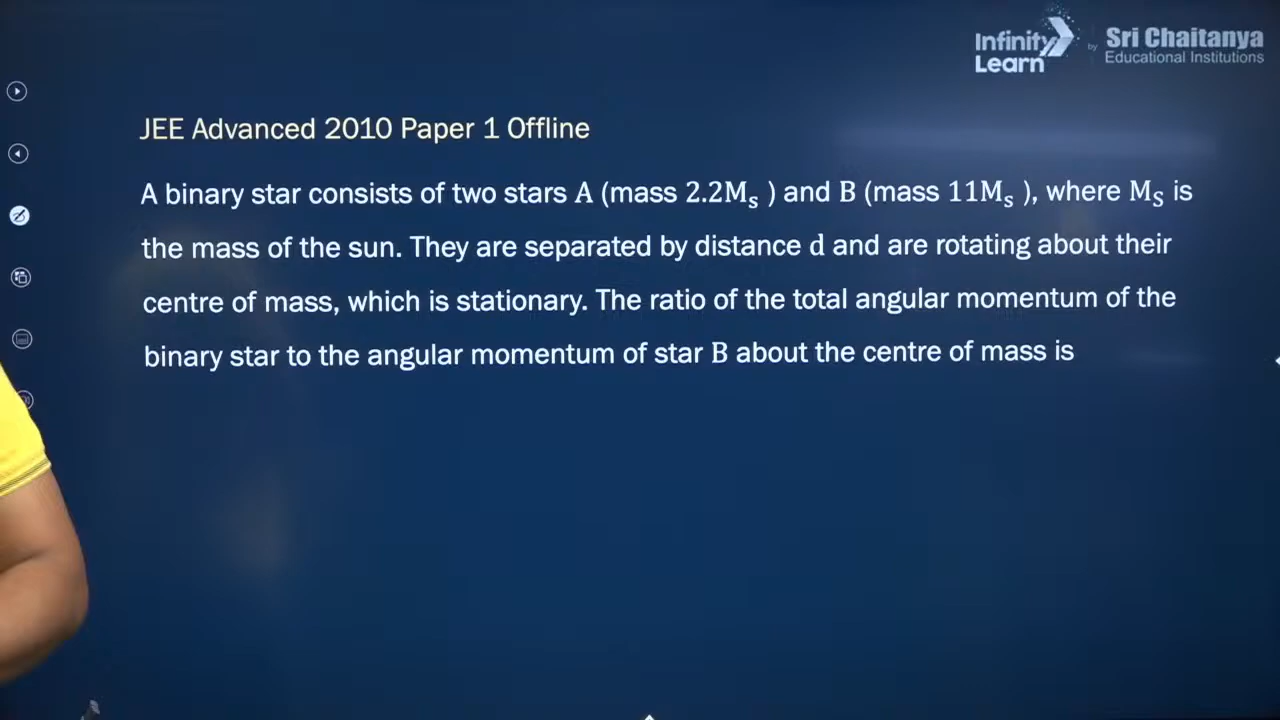 Infinity Learn by Sri Chaitanya Educational Institutions
JEE Advanced 2010 Paper 1 Offline
A binary star consists of two stars A (mass 2.2Mₛ ) and B (mass 11Mₛ ), where M_S is
the mass of the sun. They are separated by distance d and are rotating about their
centre of mass, which is stationary. The ratio of the total angular momentum of the
binary star to the angular momentum of star B about the centre of mass is